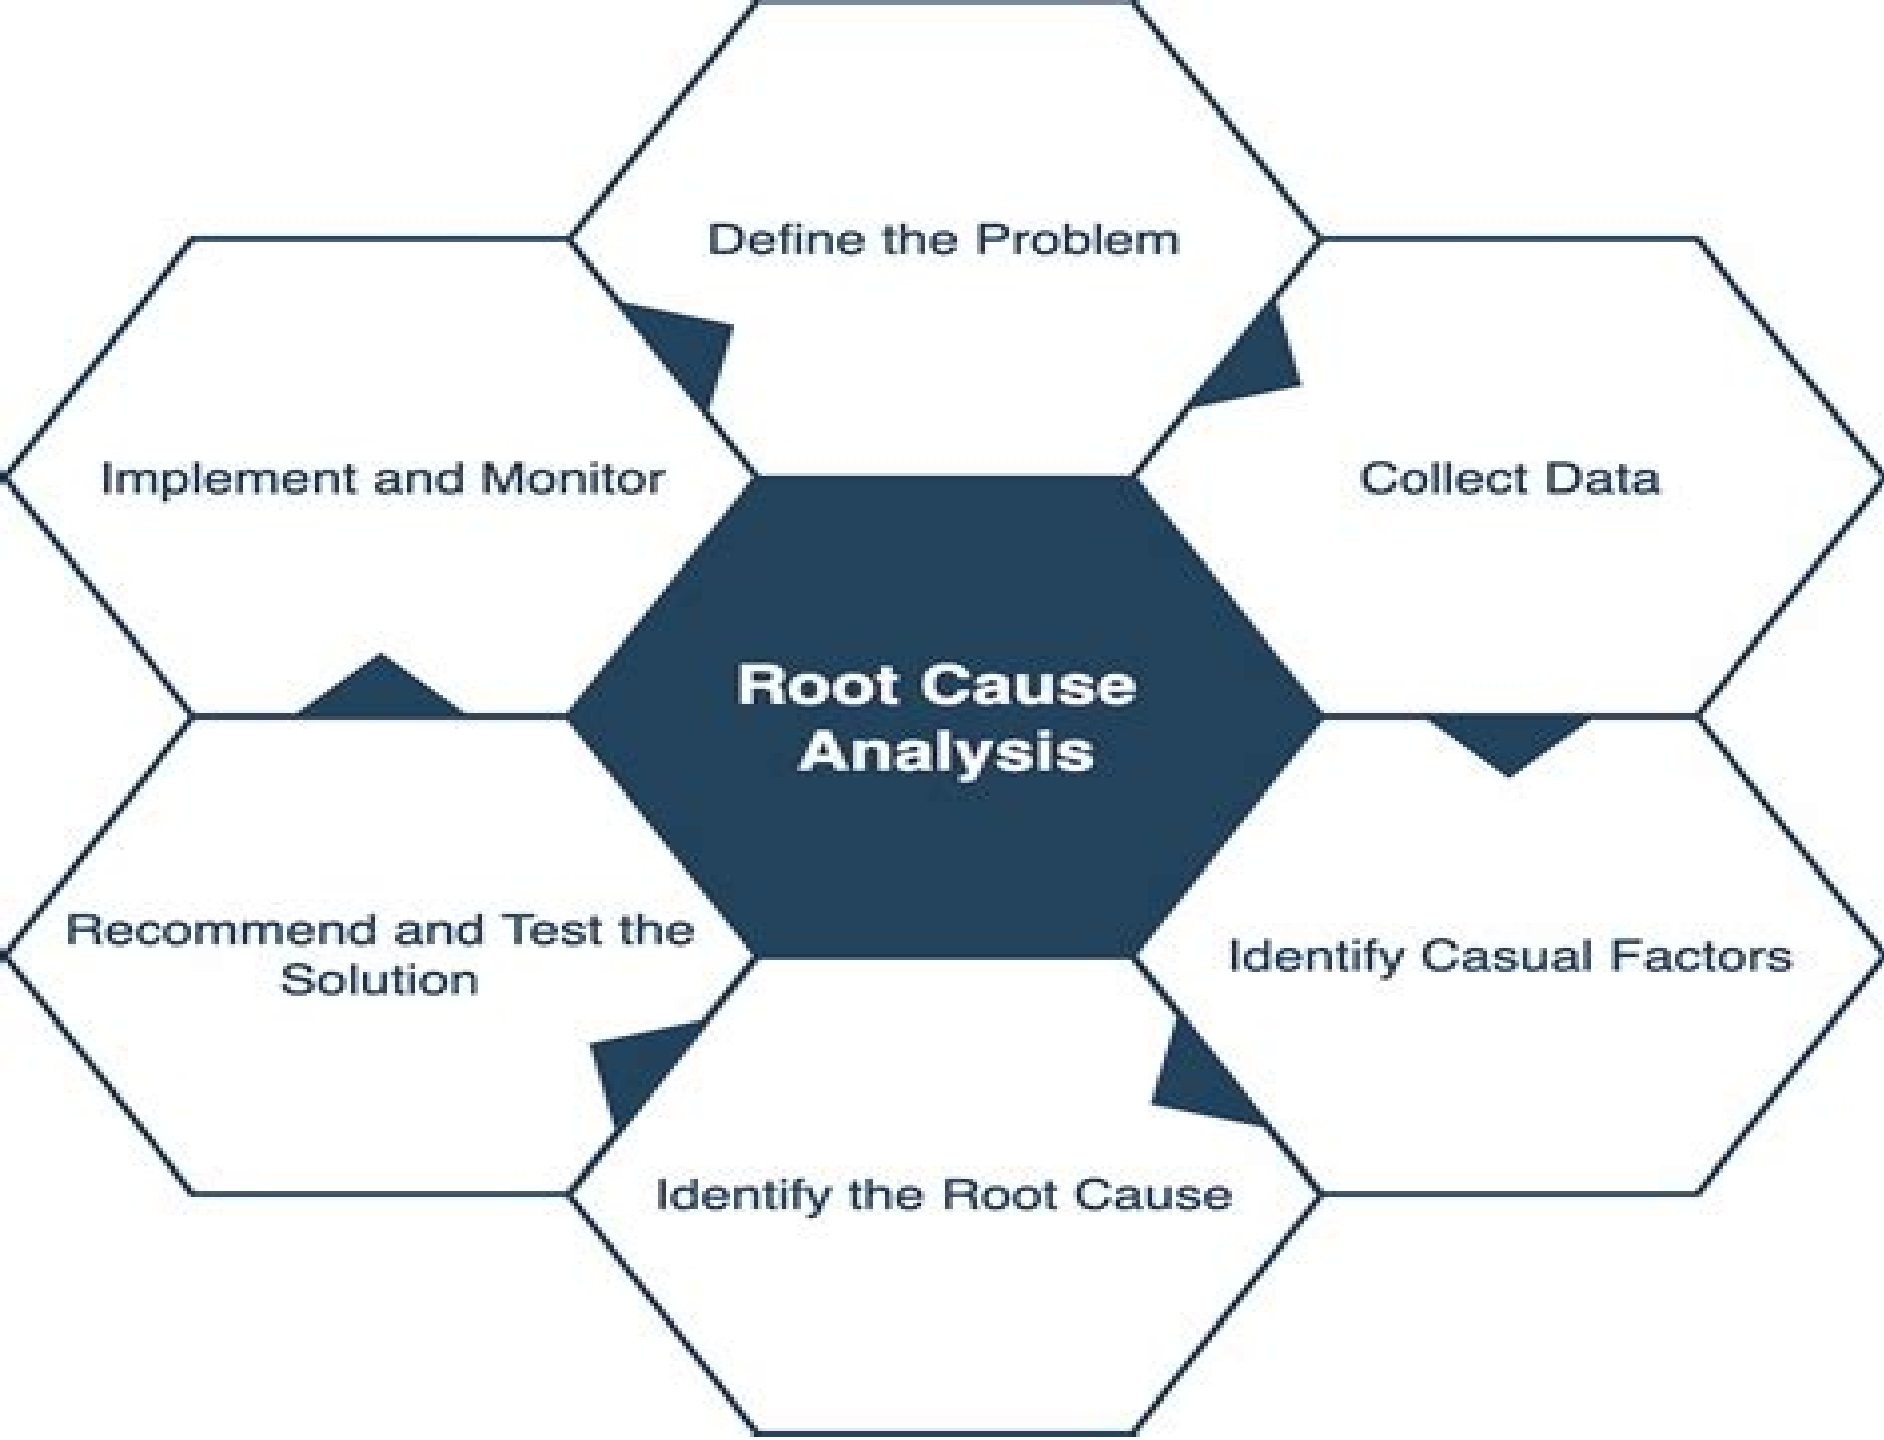 Define the Problem
Implement and Monitor
Collect Data
Root Cause
Analysis
Recommend and Test the
Solution
Identify Casual Factors
Identify the Root Cause